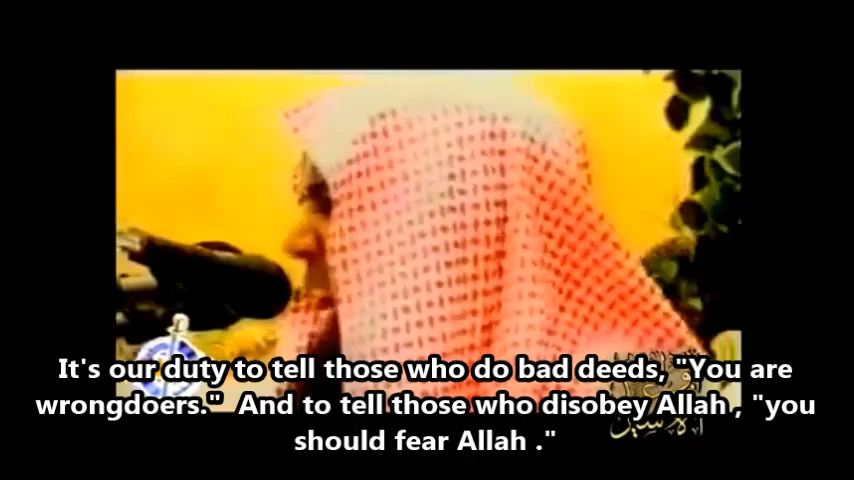 It's our duty to tell those who do bad deeds, "You are
wrongdoers."  And to tell those who disobey Allah , "you
should fear Allah ."